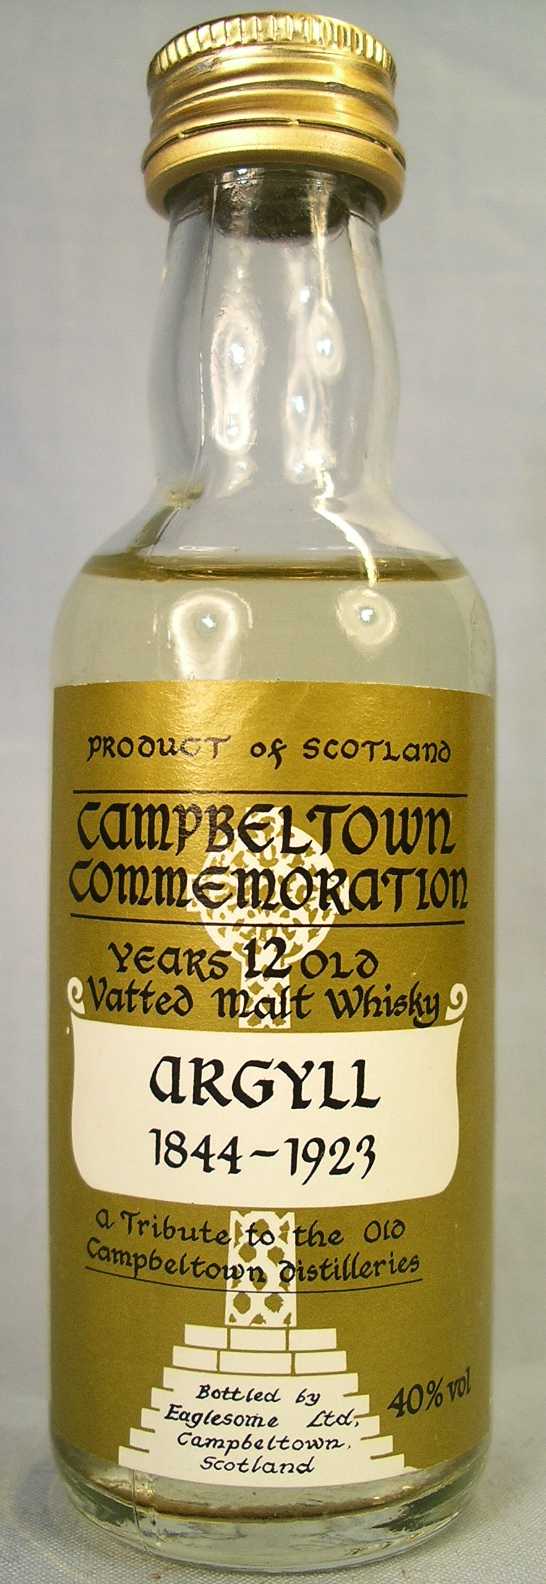 PRODUCT of SCOTLAND
CAMPBELTOWN
COMMEMORATION
YEARS 12 OLD
Vatted Malt Whisky
ARGYLL
1844-1923
a Tribute to the Old
Campbeltown Distilleries
Bottled by
Eaglesome Ltd,
Campbeltown,
Scotland
40% vol